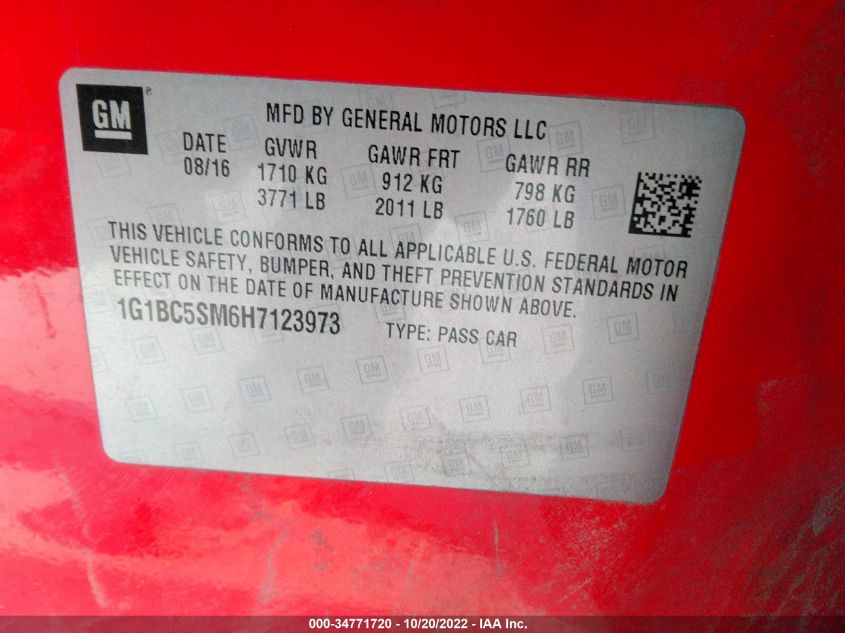 GM ®
MFD BY GENERAL MOTORS LLC
DATE GVWR GAWR FRT GAWR RR
08/16 1710 KG 912 KG 798 KG
3771 LB 2011 LB 1760 LB
THIS VEHICLE CONFORMS TO ALL APPLICABLE U.S. FEDERAL MOTOR
VEHICLE SAFETY, BUMPER, AND THEFT PREVENTION STANDARDS IN
EFFECT ON THE DATE OF MANUFACTURE SHOWN ABOVE.
1G1BC5SM6H7123973 TYPE: PASS CAR
000-34771720 - 10/20/2022 - IAA Inc.